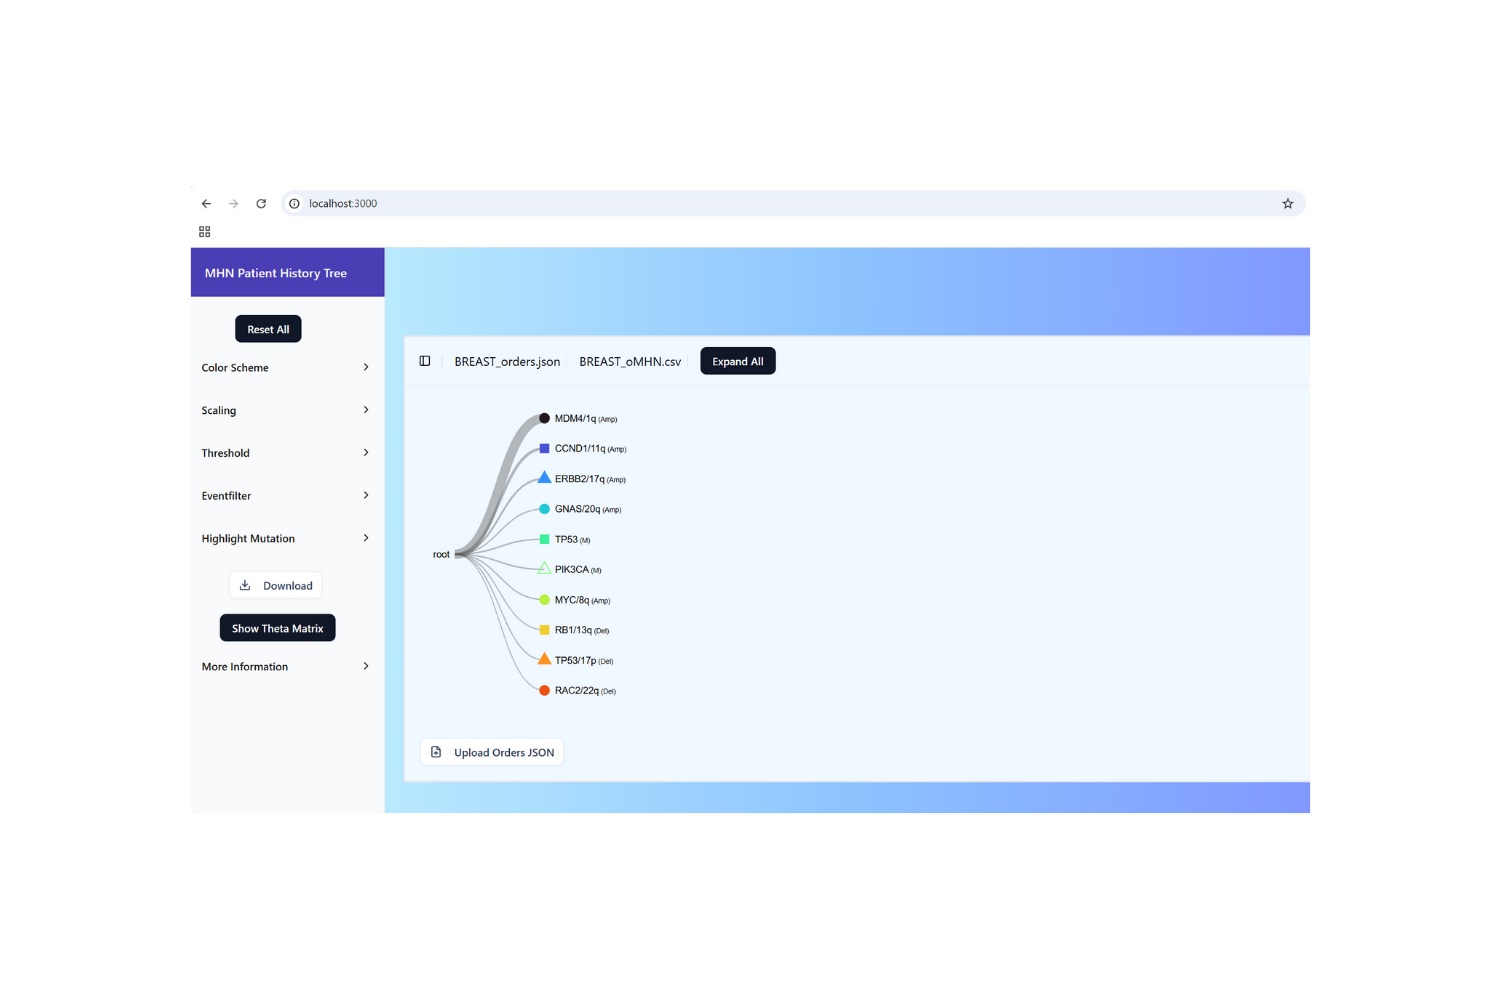 localhost:3000
MHN Patient History Tree
Reset All
Color Scheme
Scaling
Threshold
Eventfilter
Highlight Mutation
Download
Show Theta Matrix
More Information
BREAST_orders.json BREAST_oMHN.csv Expand All
root
MDM4/1q (Amp)
CCND1/11q (Amp)
ERBB2/17q (Amp)
GNAS/20q (Amp)
TP53 (M)
PIK3CA (M)
MYC/8q (Amp)
RB1/13q (Del)
TP53/17p (Del)
RAC2/22q (Del)
Upload Orders JSON